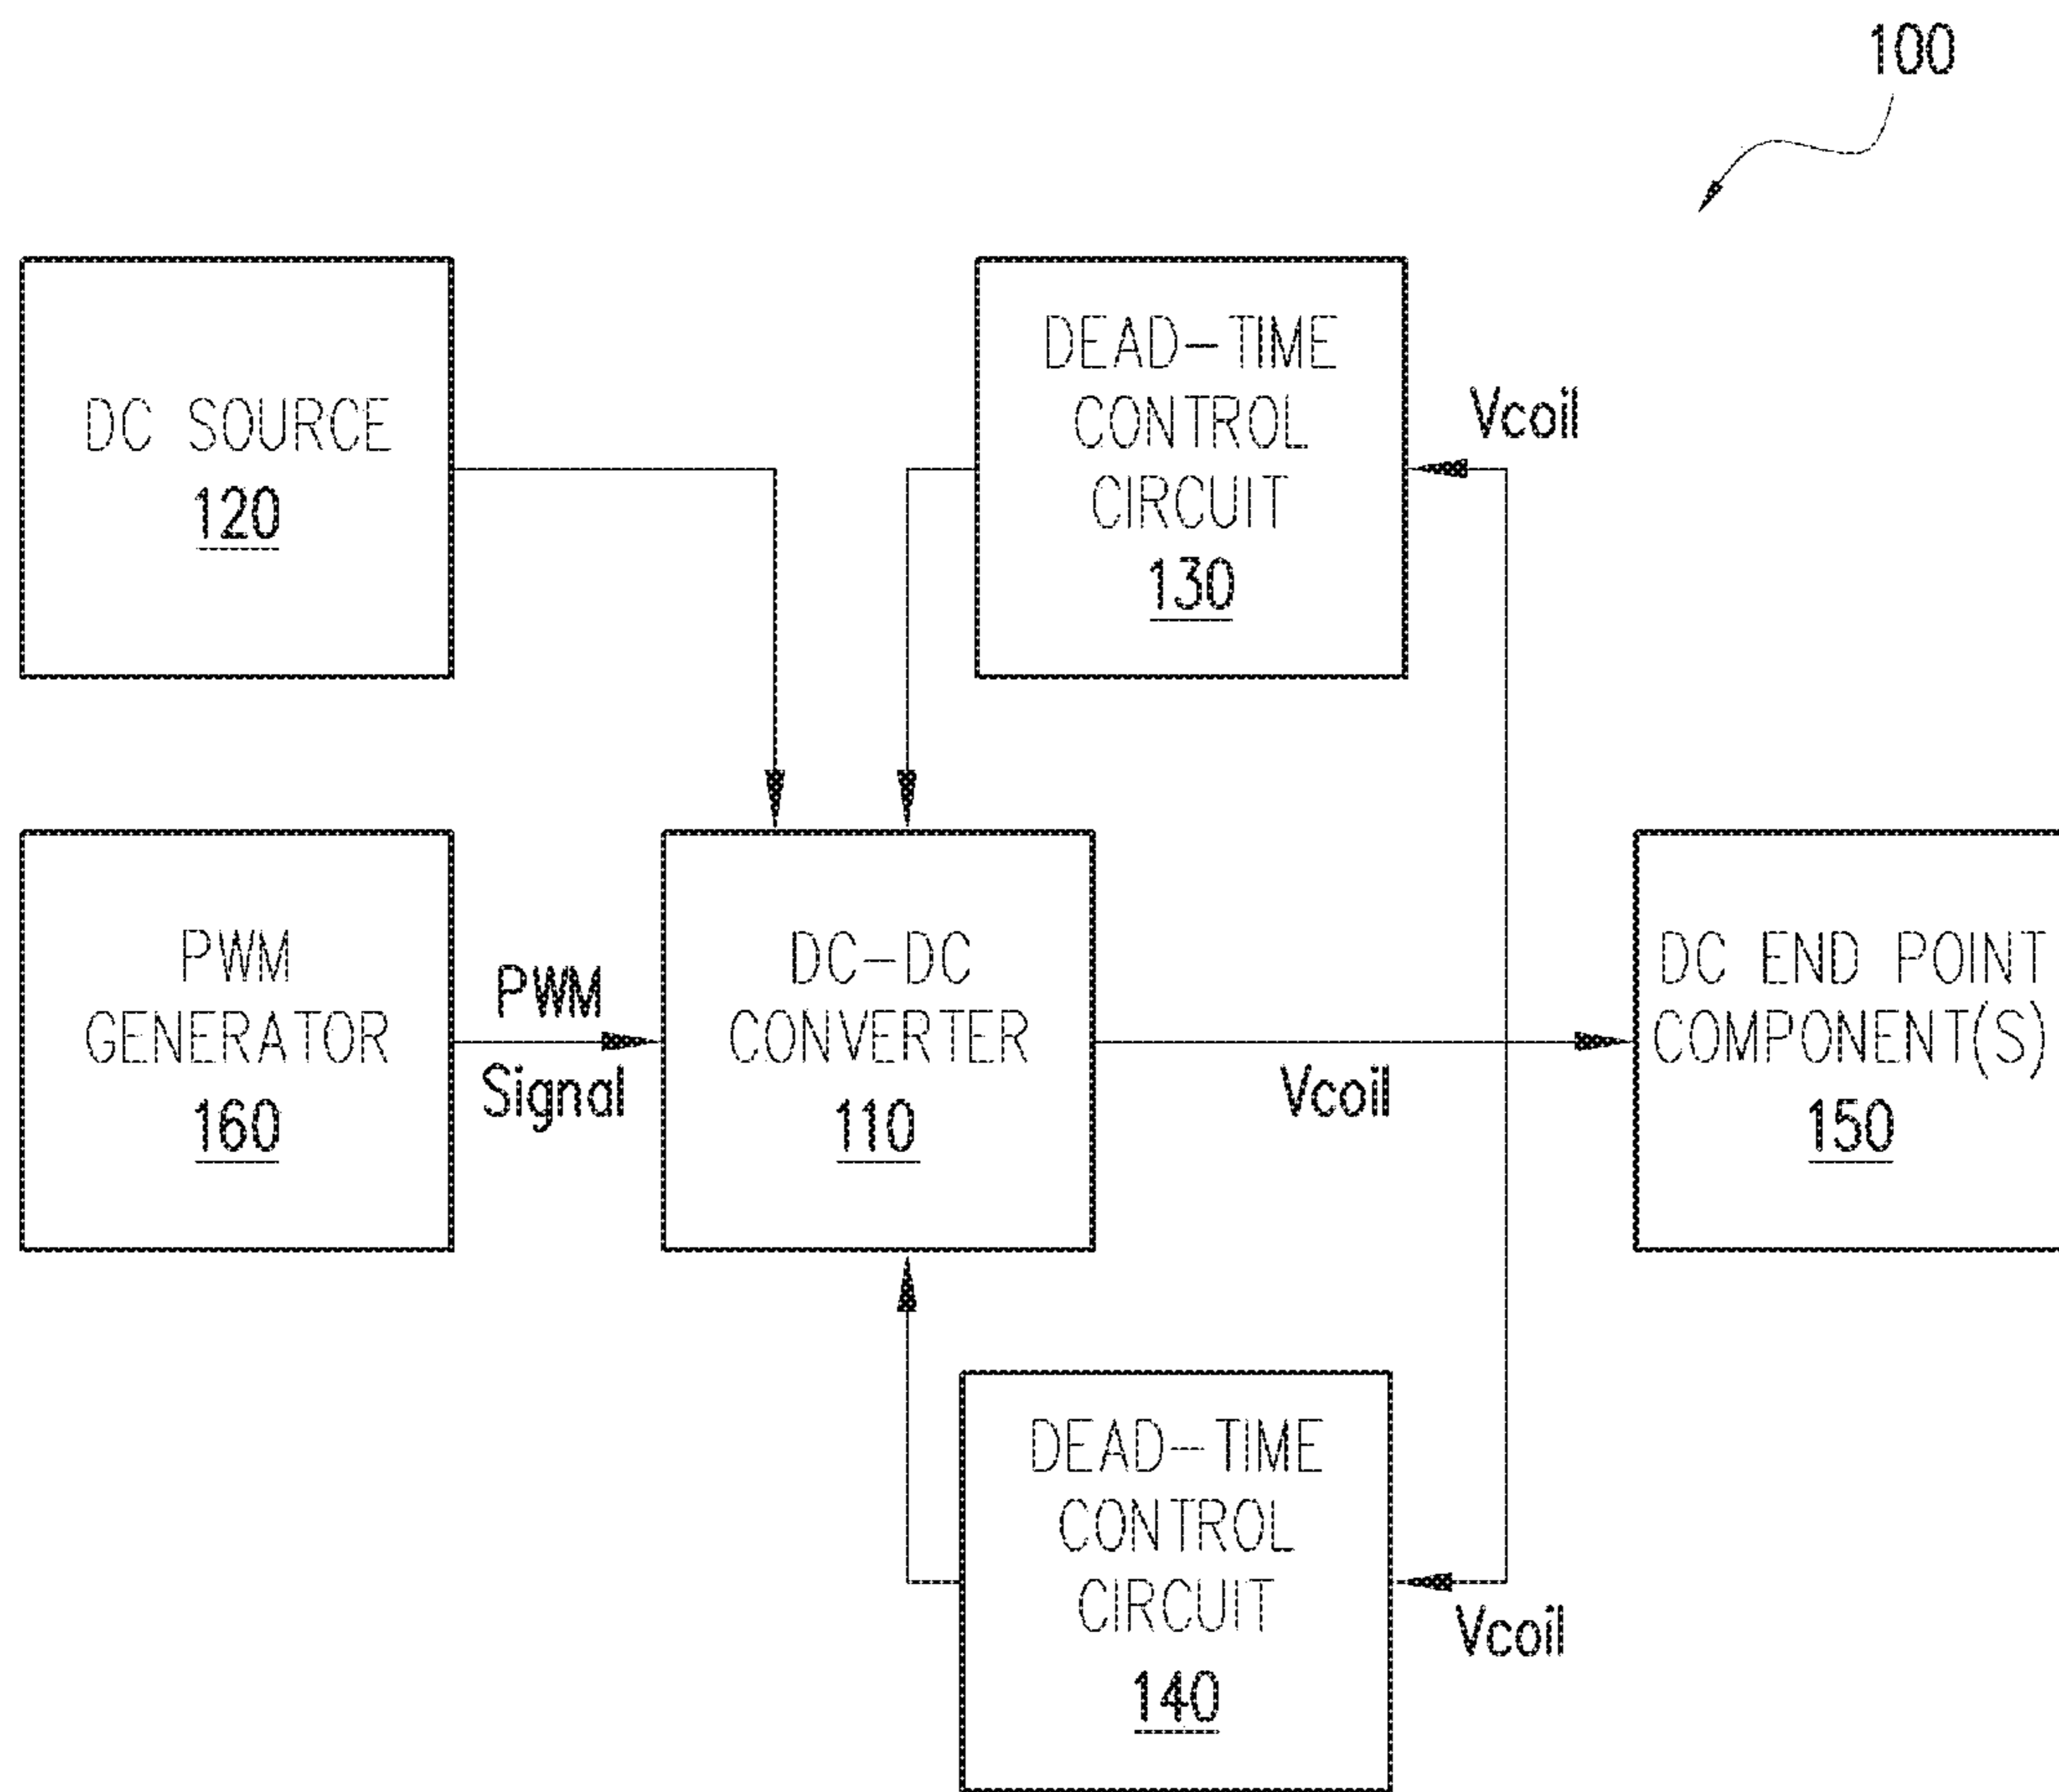 100
DC SOURCE
120
DEAD-TIME
CONTROL
CIRCUIT
130
Vcoil
PWM
GENERATOR
160
PWM
Signal
DC-DC
CONVERTER
110
Vcoil
DC END POINT
COMPONENT(S)
150
DEAD-TIME
CONTROL
CIRCUIT
140
Vcoil